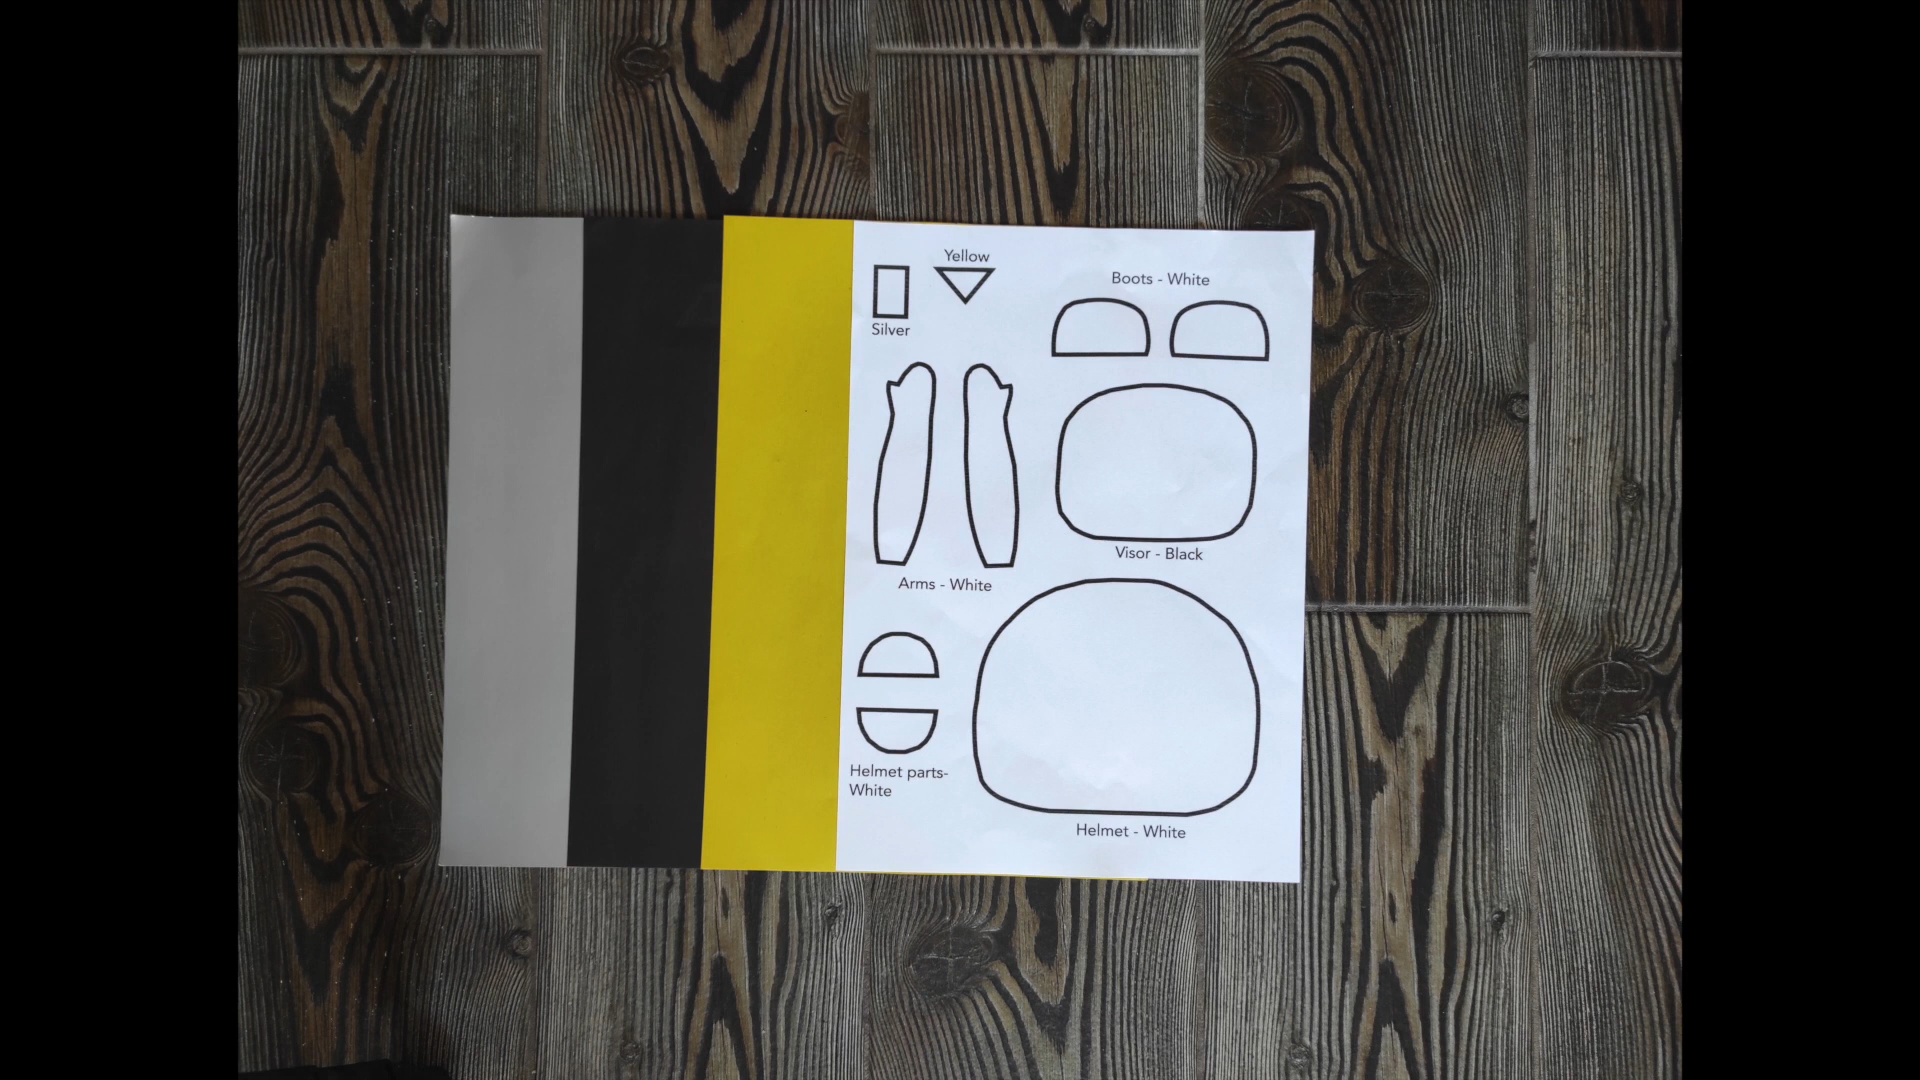 Yellow
Silver
Boots - White
Visor - Black
Arms - White
Helmet parts-
White
Helmet - White